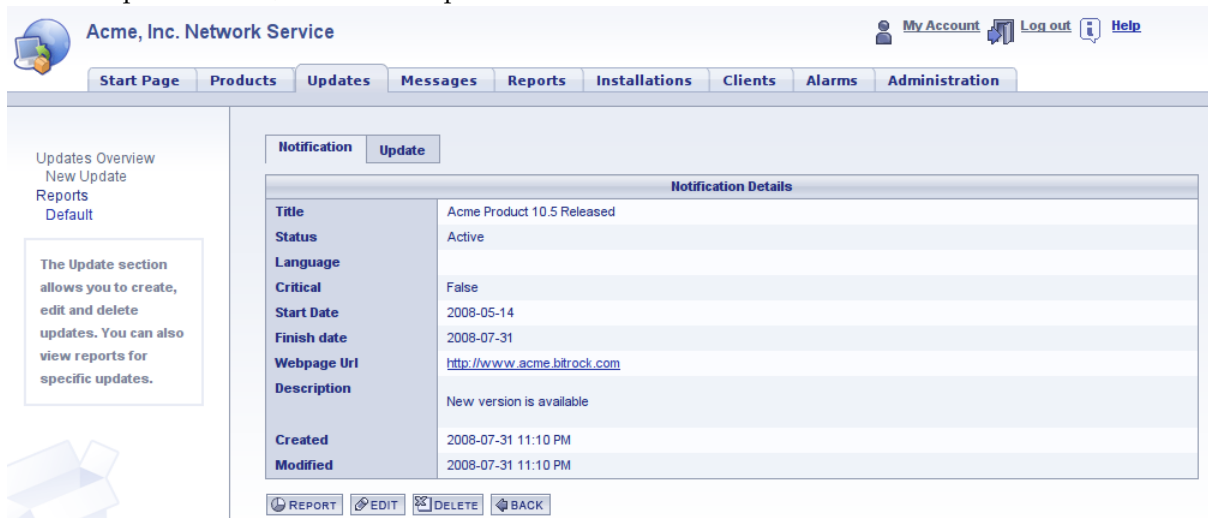 Acme, Inc. Network Service
My Account Log out Help
Start Page Products Updates Messages Reports Installations Clients Alarms Administration
Updates Overview
New Update
Reports
Default
The Update section
allows you to create,
edit and delete
updates. You can also
view reports for
specific updates.
Notification Update
Notification Details
Title Acme Product 10.5 Released
Status Active
Language
Critical False
Start Date 2008-05-14
Finish date 2008-07-31
Webpage Url http://www.acme.bitrock.com
Description New version is available
Created 2008-07-31 11:10 PM
Modified 2008-07-31 11:10 PM
REPORT EDIT DELETE BACK